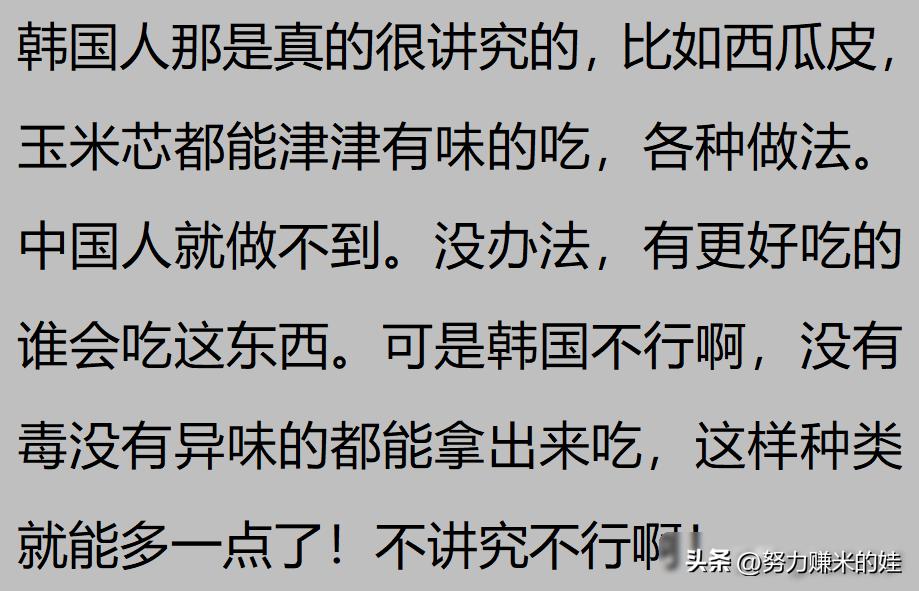 韩国人那是真的很讲究的，比如西瓜皮，
玉米芯都能津津有味的吃，各种做法。
中国人就做不到。没办法，有更好吃的
谁会吃这东西。可是韩国不行啊，没有
毒没有异味的都能拿出来吃，这样种类
就能多一点了！不讲究不行啊！
头条 @努力赚米的娃